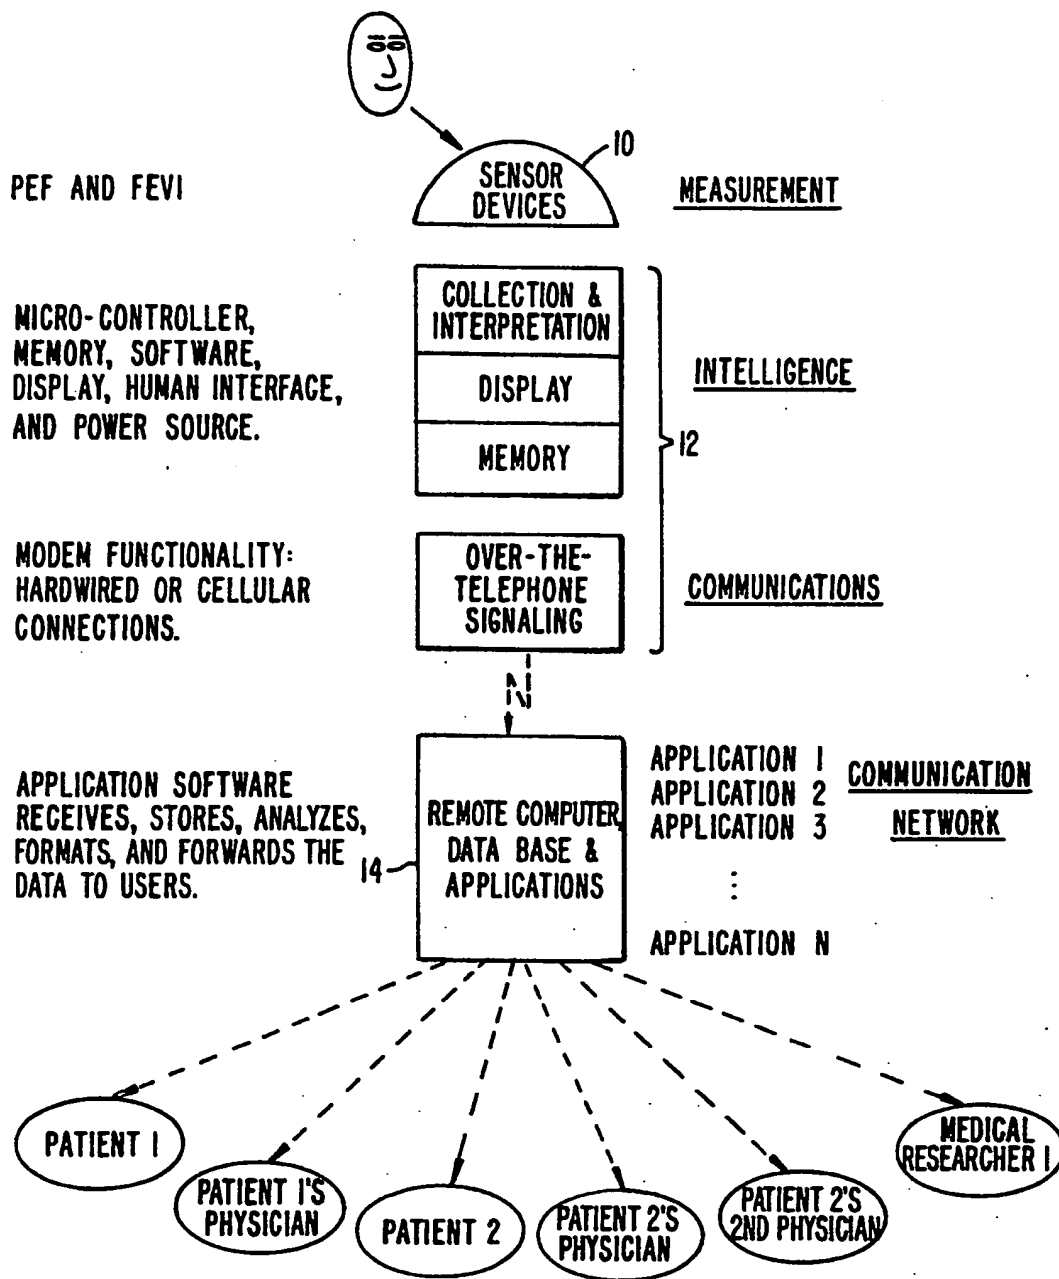 10
PEF AND FEVI
SENSOR
DEVICES
MEASUREMENT
MICRO-CONTROLLER,
MEMORY, SOFTWARE,
DISPLAY, HUMAN INTERFACE,
AND POWER SOURCE.
COLLECTION &
INTERPRETATION
DISPLAY
MEMORY
INTELLIGENCE
12
MODEM FUNCTIONALITY:
HARDWIRED OR CELLULAR
CONNECTIONS.
OVER-THE-
TELEPHONE
SIGNALING
COMMUNICATIONS
APPLICATION SOFTWARE
RECEIVES, STORES, ANALYZES,
FORMATS, AND FORWARDS THE
DATA TO USERS.
14
REMOTE COMPUTER,
DATA BASE &
APPLICATIONS
APPLICATION 1
APPLICATION 2
APPLICATION 3
⋮
APPLICATION N
COMMUNICATION
NETWORK
PATIENT 1
PATIENT 1'S
PHYSICIAN
PATIENT 2
PATIENT 2'S
PHYSICIAN
PATIENT 2'S
2ND PHYSICIAN
MEDICAL
RESEARCHER 1